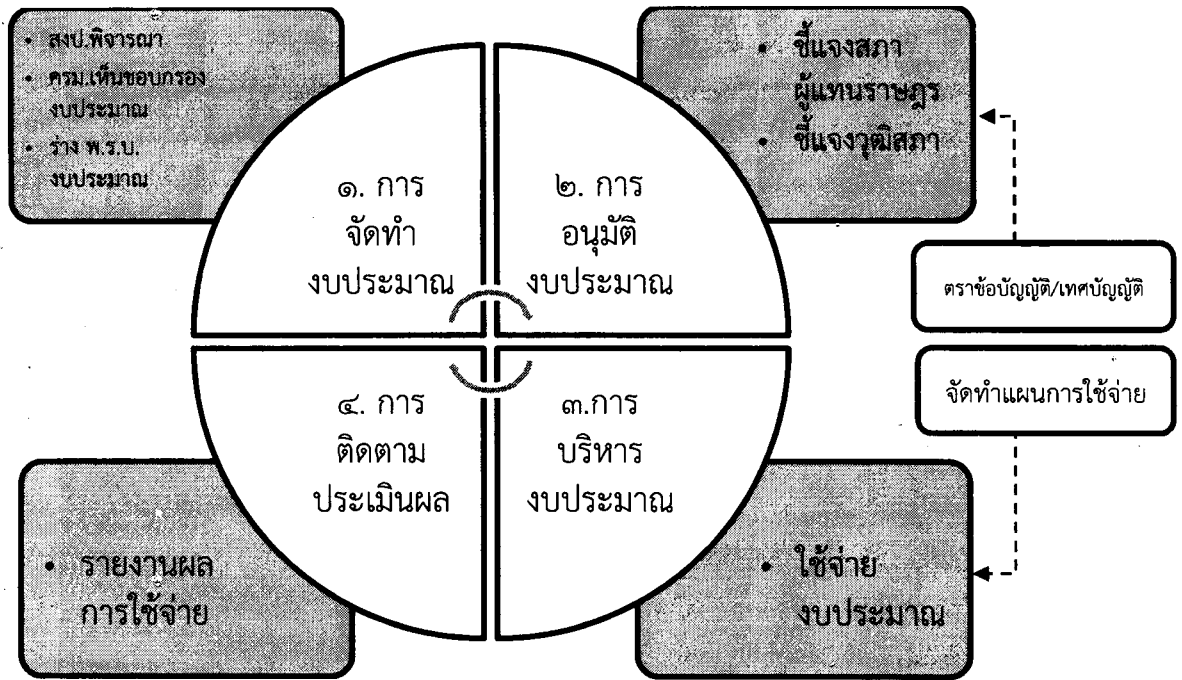 • สงป.พิจารณา
• ครม.เห็นชอบกรอง
งบประมาณ
• ร่าง พ.ร.บ.
งบประมาณ
• ชี้แจงสภา
ผู้แทนราษฎร
• ชี้แจงวุฒิสภา
๑. การ
จัดทำ
งบประมาณ
๒. การ
อนุมัติ
งบประมาณ
ตราข้อบัญญัติ/เทศบัญญัติ
จัดทำแผนการใช้จ่าย
๔. การ
ติดตาม
ประเมินผล
๓.การ
บริหาร
งบประมาณ
• รายงานผล
การใช้จ่าย
• ใช้จ่าย
งบประมาณ